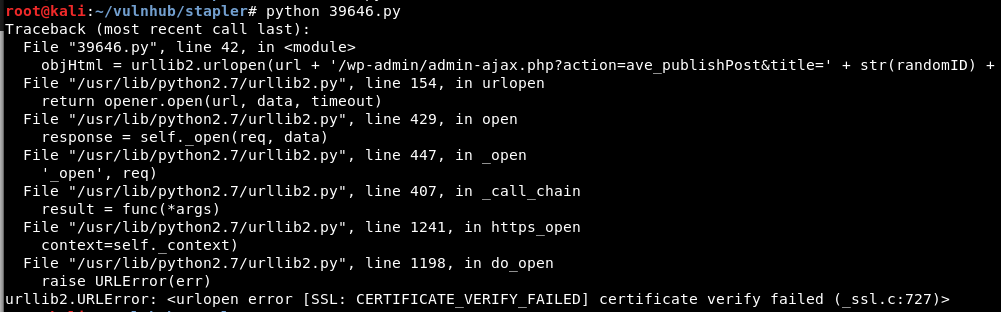 root@kali:~/vulnhub/stapler# python 39646.py
Traceback (most recent call last):
  File "39646.py", line 42, in <module>
    objHtml = urllib2.urlopen(url + '/wp-admin/admin-ajax.php?action=ave_publishPost&title=' + str(randomID) +
  File "/usr/lib/python2.7/urllib2.py", line 154, in urlopen
    return opener.open(url, data, timeout)
  File "/usr/lib/python2.7/urllib2.py", line 429, in open
    response = self._open(req, data)
  File "/usr/lib/python2.7/urllib2.py", line 447, in _open
    '_open', req)
  File "/usr/lib/python2.7/urllib2.py", line 407, in _call_chain
    result = func(*args)
  File "/usr/lib/python2.7/urllib2.py", line 1241, in https_open
    context=self._context)
  File "/usr/lib/python2.7/urllib2.py", line 1198, in do_open
    raise URLError(err)
urllib2.URLError: <urlopen error [SSL: CERTIFICATE_VERIFY_FAILED] certificate verify failed (_ssl.c:727)>